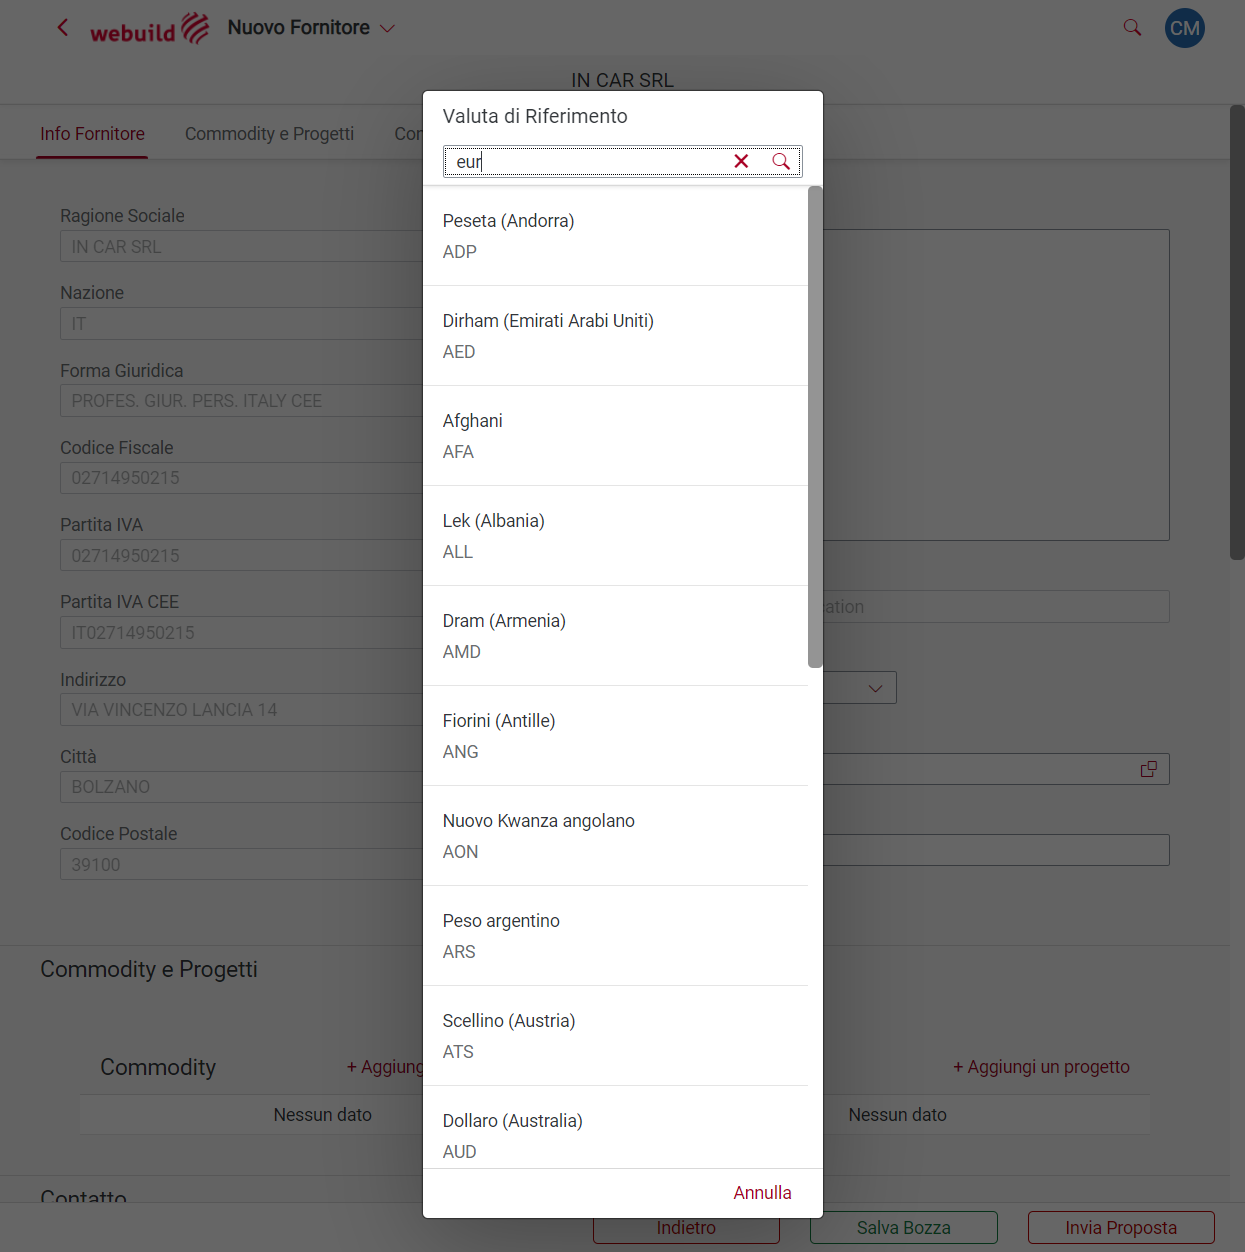 webuild
Nuovo Fornitore
CM
IN CAR SRL
Info Fornitore
Commodity e Progetti
Con
Valuta di Riferimento
eur
Peseta (Andorra)
ADP
Dirham (Emirati Arabi Uniti)
AED
Afghani
AFA
Lek (Albania)
ALL
Dram (Armenia)
AMD
Fiorini (Antille)
ANG
Nuovo Kwanza angolano
AON
Peso argentino
ARS
Scellino (Austria)
ATS
Dollaro (Australia)
AUD
Annulla
Ragione Sociale
IN CAR SRL
Nazione
IT
Forma Giuridica
PROFES. GIUR. PERS. ITALY CEE
Codice Fiscale
02714950215
Partita IVA
02714950215
Partita IVA CEE
IT02714950215
Indirizzo
VIA VINCENZO LANCIA 14
Città
BOLZANO
Codice Postale
39100
cation
Commodity e Progetti
Commodity
+ Aggiung
+ Aggiungi un progetto
Nessun dato
Nessun dato
Contatto
Indietro
Salva Bozza
Invia Proposta